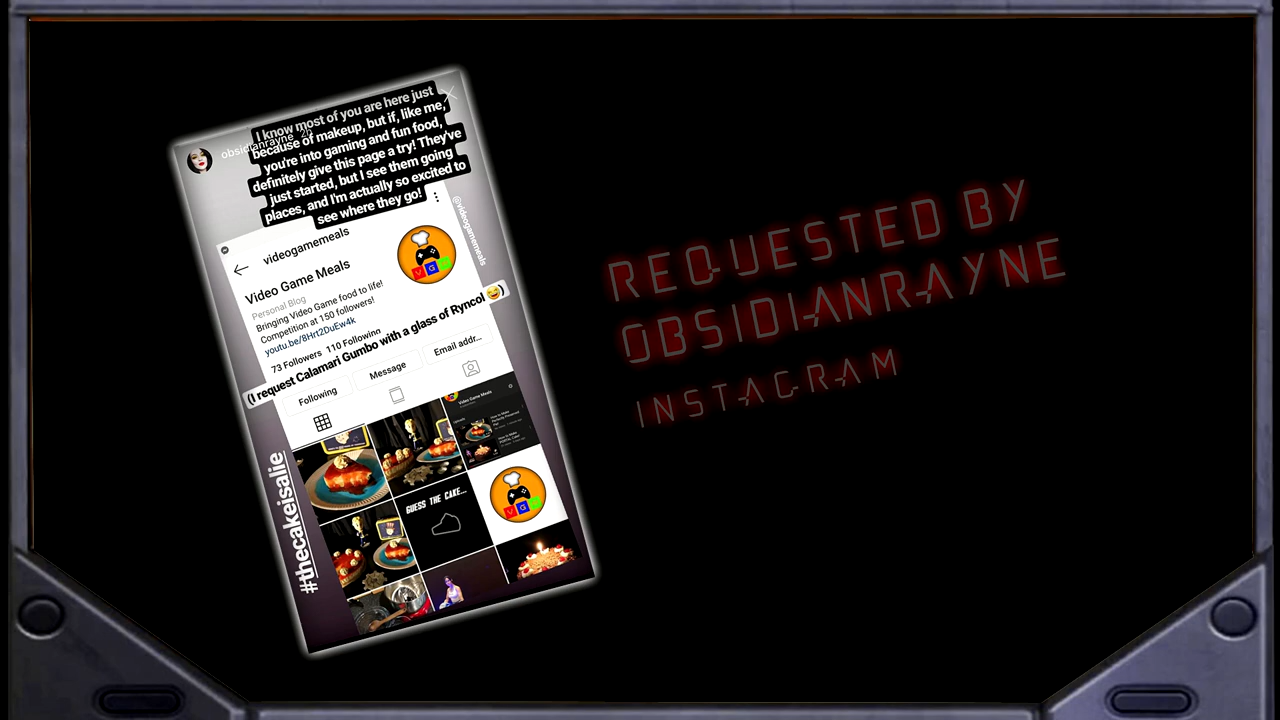 I know most of you are here just
because of makeup, but if, like me,
you're into gaming and fun food,
definitely give this page a try! They've
just started, but I see them going
places, and I'm actually so excited to
see where they go!
obsidianrayne
@videogamemeals
videogamemeals
Video Game Meals
Personal Blog
Bringing Video Game food to life!
Competition at 150 followers!
youtu.be/8Hrt2DuEw4k
73 Followers 110 Following
(I request Calamari Gumbo with a glass of Ryncol 😅)
Following
Message
Email addr...
Video Game Meals
GUESS THE CAKE...
V G
#thecakeisalie
REQUESTED BY
OBSIDIANRAYNE
INSTAGRAM